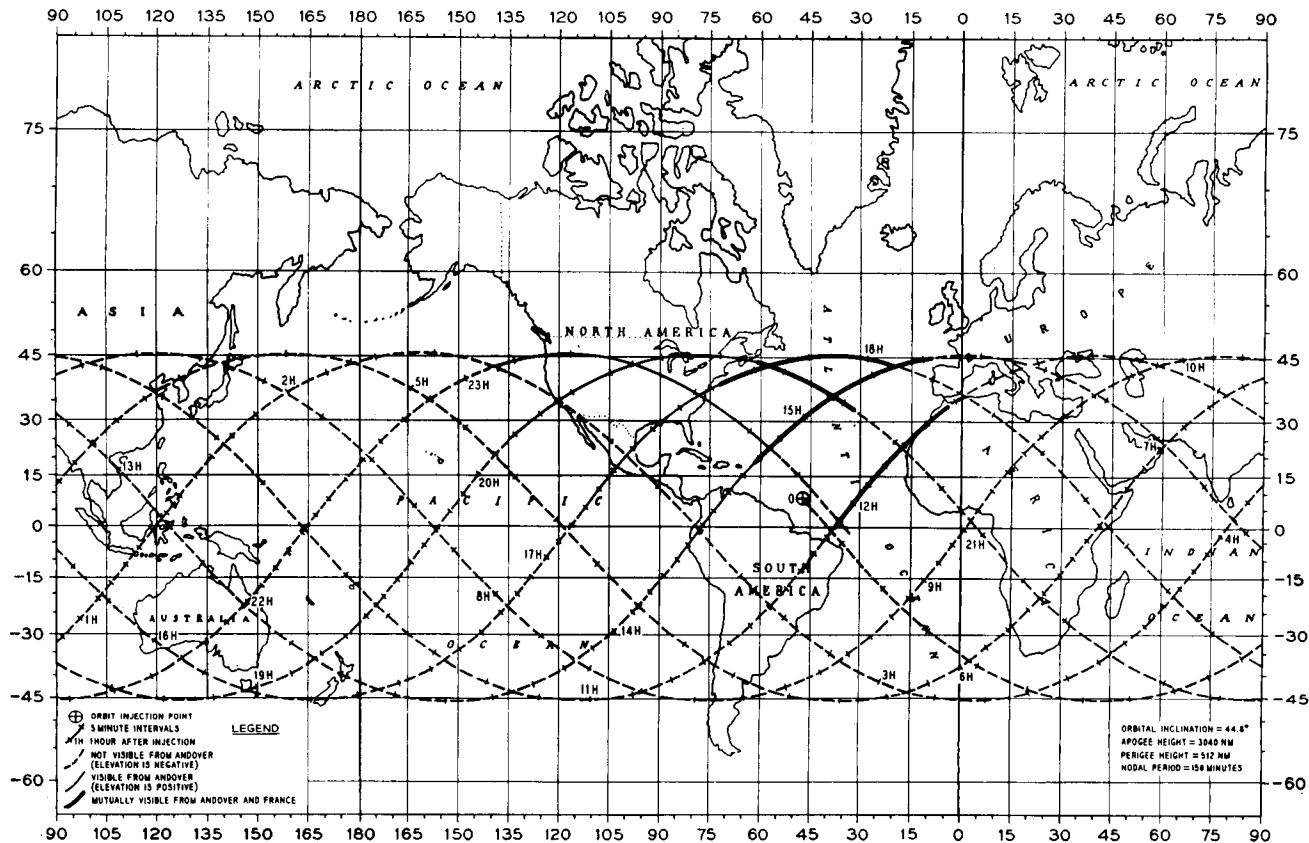 90 120 135 150 165 180 165 150 135 120 105 90 75 60 45 30 15 0 15 30 45 60 75 90
ARCTIC OCEAN
ARCTIC OCEAN
75 75
60 60
ASIA
NORTH AMERICA
EUROPE
18H
45 45
2H 5H 23H 10H
15H
30 30
7H
13H
20H
15 15
PACIFIC
0
12H
0 0
4H
17H 21H
INDIAN
SOUTH
AMERICA
AFRICA
-15 -15
8H 9H
22H
1H
AUSTRALIA
OCEAN
14H
16H
-30 -30
OCEAN
19H 11H 3H 6H
-45 -45
ORBIT INJECTION POINT
5 MINUTE INTERVALS
LEGEND
1H 1HOUR AFTER INJECTION
NOT VISIBLE FROM ANDOVER
(ELEVATION IS NEGATIVE)
VISIBLE FROM ANDOVER
(ELEVATION IS POSITIVE)
MUTUALLY VISIBLE FROM ANDOVER AND FRANCE
ORBITAL INCLINATION = 44.8°
APOGEE HEIGHT = 3040 NM
PERIGEE HEIGHT = 512 NM
NODAL PERIOD = 158 MINUTES
-60 -60
90 120 135 150 165 180 165 150 135 120 105 90 75 60 45 30 15 0 15 30 45 60 75 90